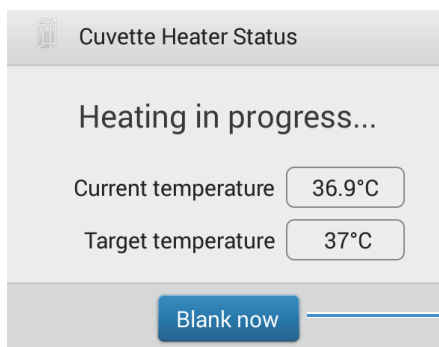 Cuvette Heater Status
Heating in progress...
Current temperature 36.9°C
Target temperature 37°C
Blank now